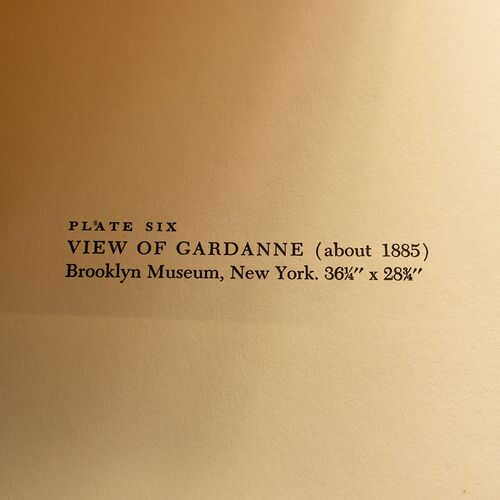 PLATE SIX
VIEW OF GARDANNE (about 1885)
Brooklyn Museum, New York. 36¼″ x 28¾″